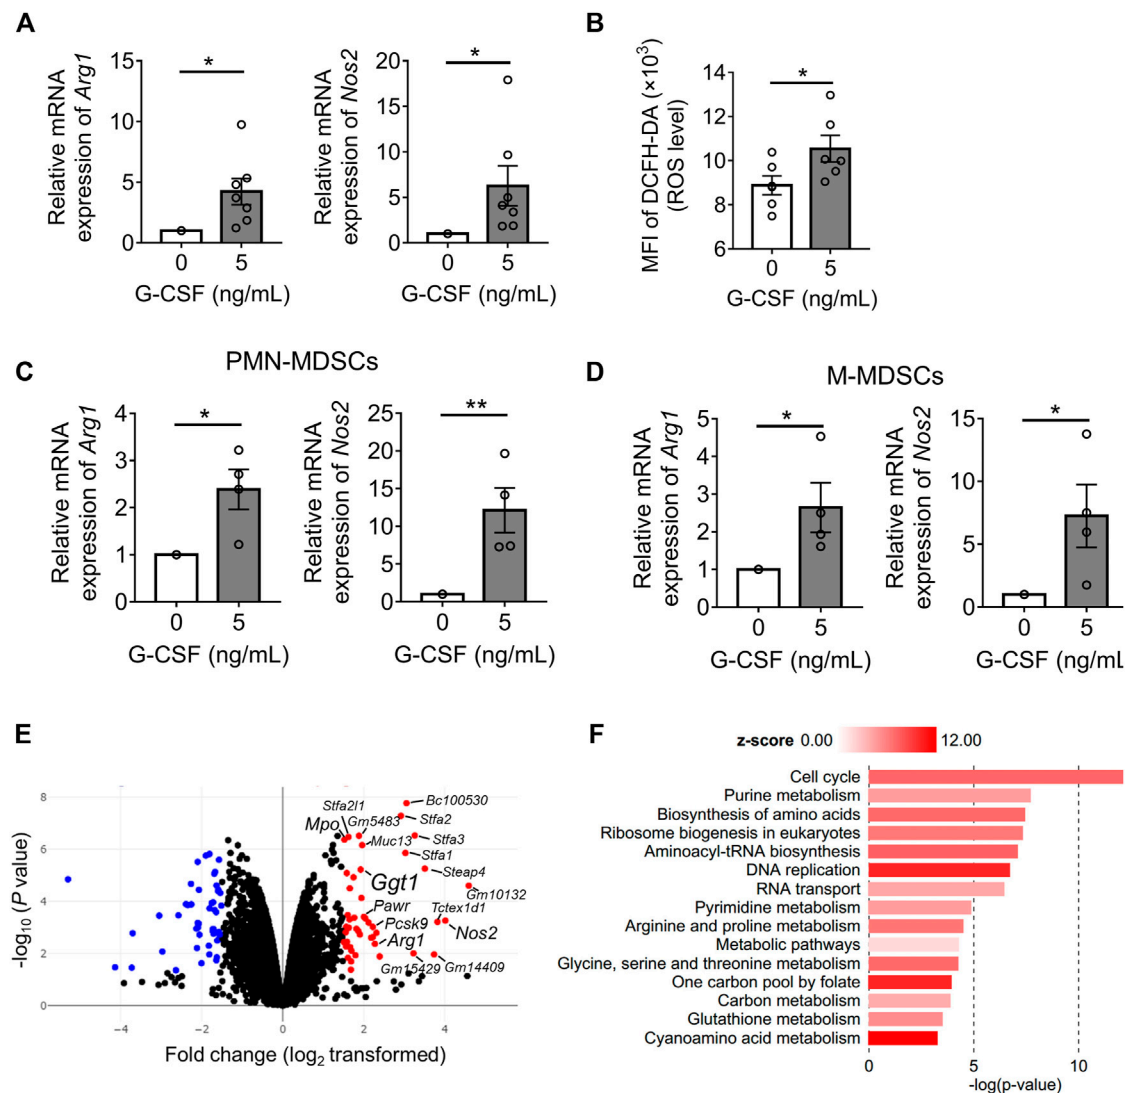 A
Relative mRNA
expression of Arg1
15
10
5
0
*
0 5
G-CSF (ng/mL)
Relative mRNA
expression of Nos2
20
15
10
5
0
*
0 5
G-CSF (ng/mL)
B
MFI of DCFH-DA (×10³)
(ROS level)
14
12
10
8
6
*
0 5
G-CSF (ng/mL)
C
PMN-MDSCs
Relative mRNA
expression of Arg1
4
3
2
1
0
*
0 5
G-CSF (ng/mL)
Relative mRNA
expression of Nos2
25
20
15
10
5
0
**
0 5
G-CSF (ng/mL)
D
M-MDSCs
Relative mRNA
expression of Arg1
5
4
3
2
1
0
*
0 5
G-CSF (ng/mL)
Relative mRNA
expression of Nos2
15
10
5
0
*
0 5
G-CSF (ng/mL
E
-log₁₀ (P value)
8
6
4
2
0
Bc100530
Stfa2l1
Stfa2
Mpo
Gm5483
Stfa3
Muc13
Stfa1
Steap4
Ggt1
Gm10132
Pawr
Tctex1d1
Pcsk9
Nos2
Arg1
Gm15429
Gm14409
−4 −2 0 2 4
Fold change (log₂ transformed)
F
z-score 0.00 12.00
Cell cycle
Purine metabolism
Biosynthesis of amino acids
Ribosome biogenesis in eukaryotes
Aminoacyl-tRNA biosynthesis
DNA replication
RNA transport
Pyrimidine metabolism
Arginine and proline metabolism
Metabolic pathways
Glycine, serine and threonine metabolism
One carbon pool by folate
Carbon metabolism
Glutathione metabolism
Cyanoamino acid metabolism
0 5 10
-log(p-value)